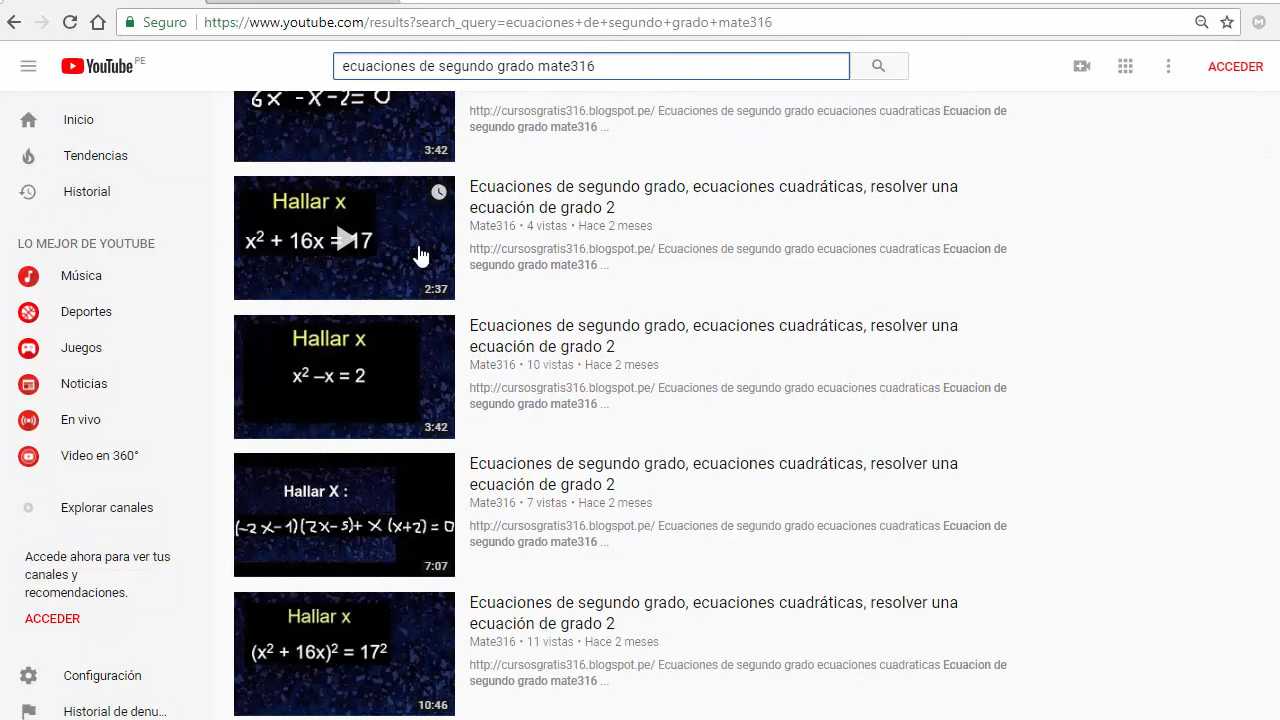 Seguro
https://www.youtube.com/results?search_query=ecuaciones+de+segundo+grado+mate316
YouTube PE
ecuaciones de segundo grado mate316
ACCEDER
Inicio
Tendencias
Historial
LO MEJOR DE YOUTUBE
Música
Deportes
Juegos
Noticias
En vivo
Video en 360°
Explorar canales
Accede ahora para ver tus
canales y
recomendaciones.
ACCEDER
Configuración
Historial de denu...
3:42
http://cursosgratis316.blogspot.pe/ Ecuaciones de segundo grado ecuaciones cuadraticas Ecuacion de
segundo grado mate316 ...
Hallar x
x² + 16x = 17
2:37
Ecuaciones de segundo grado, ecuaciones cuadráticas, resolver una
ecuación de grado 2
Mate316 • 4 vistas • Hace 2 meses
http://cursosgratis316.blogspot.pe/ Ecuaciones de segundo grado ecuaciones cuadraticas Ecuacion de
segundo grado mate316 ...
Hallar x
x² –x = 2
3:42
Ecuaciones de segundo grado, ecuaciones cuadráticas, resolver una
ecuación de grado 2
Mate316 • 10 vistas • Hace 2 meses
http://cursosgratis316.blogspot.pe/ Ecuaciones de segundo grado ecuaciones cuadraticas Ecuacion de
segundo grado mate316 ...
Hallar X :
(-2x-1)(2x-5)+ x (x+2) = 0
7:07
Ecuaciones de segundo grado, ecuaciones cuadráticas, resolver una
ecuación de grado 2
Mate316 • 7 vistas • Hace 2 meses
http://cursosgratis316.blogspot.pe/ Ecuaciones de segundo grado ecuaciones cuadraticas Ecuacion de
segundo grado mate316 ...
Hallar x
(x² + 16x)² = 17²
10:46
Ecuaciones de segundo grado, ecuaciones cuadráticas, resolver una
ecuación de grado 2
Mate316 • 11 vistas • Hace 2 meses
http://cursosgratis316.blogspot.pe/ Ecuaciones de segundo grado ecuaciones cuadraticas Ecuacion de
segundo grado mate316 ...